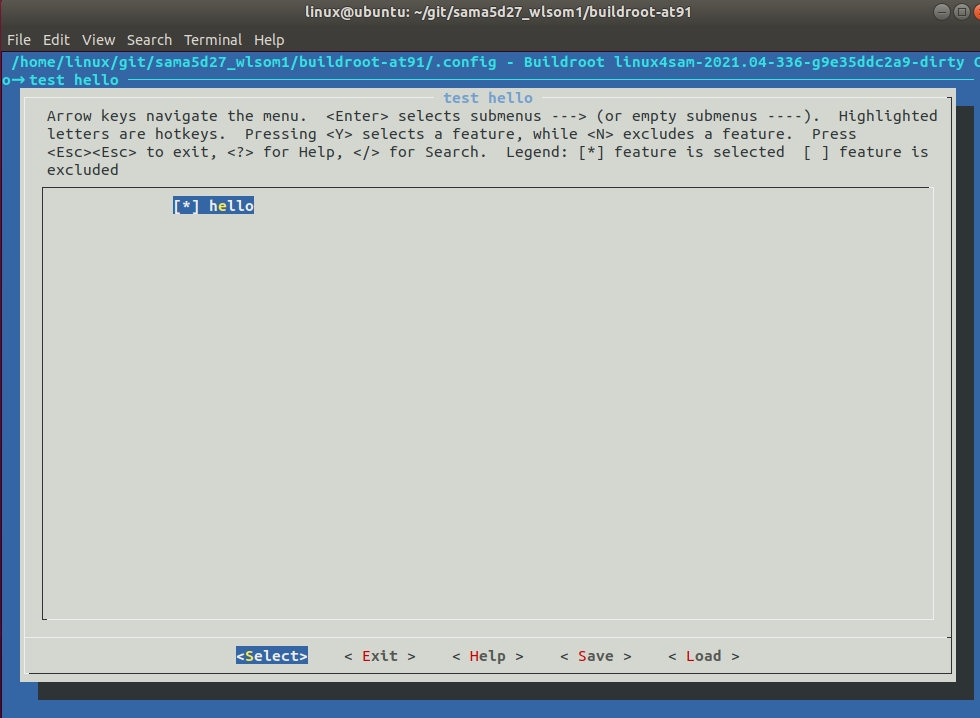 linux@ubuntu: ~/git/sama5d27_wlsom1/buildroot-at91
File Edit View Search Terminal Help
/home/linux/git/sama5d27_wlsom1/buildroot-at91/.config - Buildroot linux4sam-2021.04-336-g9e35ddc2a9-dirty C
o→ test hello
test hello
Arrow keys navigate the menu.  <Enter> selects submenus ---> (or empty submenus ----).  Highlighted
letters are hotkeys.  Pressing <Y> selects a feature, while <N> excludes a feature.  Press
<Esc><Esc> to exit, <?> for Help, </> for Search.  Legend: [*] feature is selected  [ ] feature is
excluded
[*] hello
<Select>    < Exit >    < Help >    < Save >    < Load >